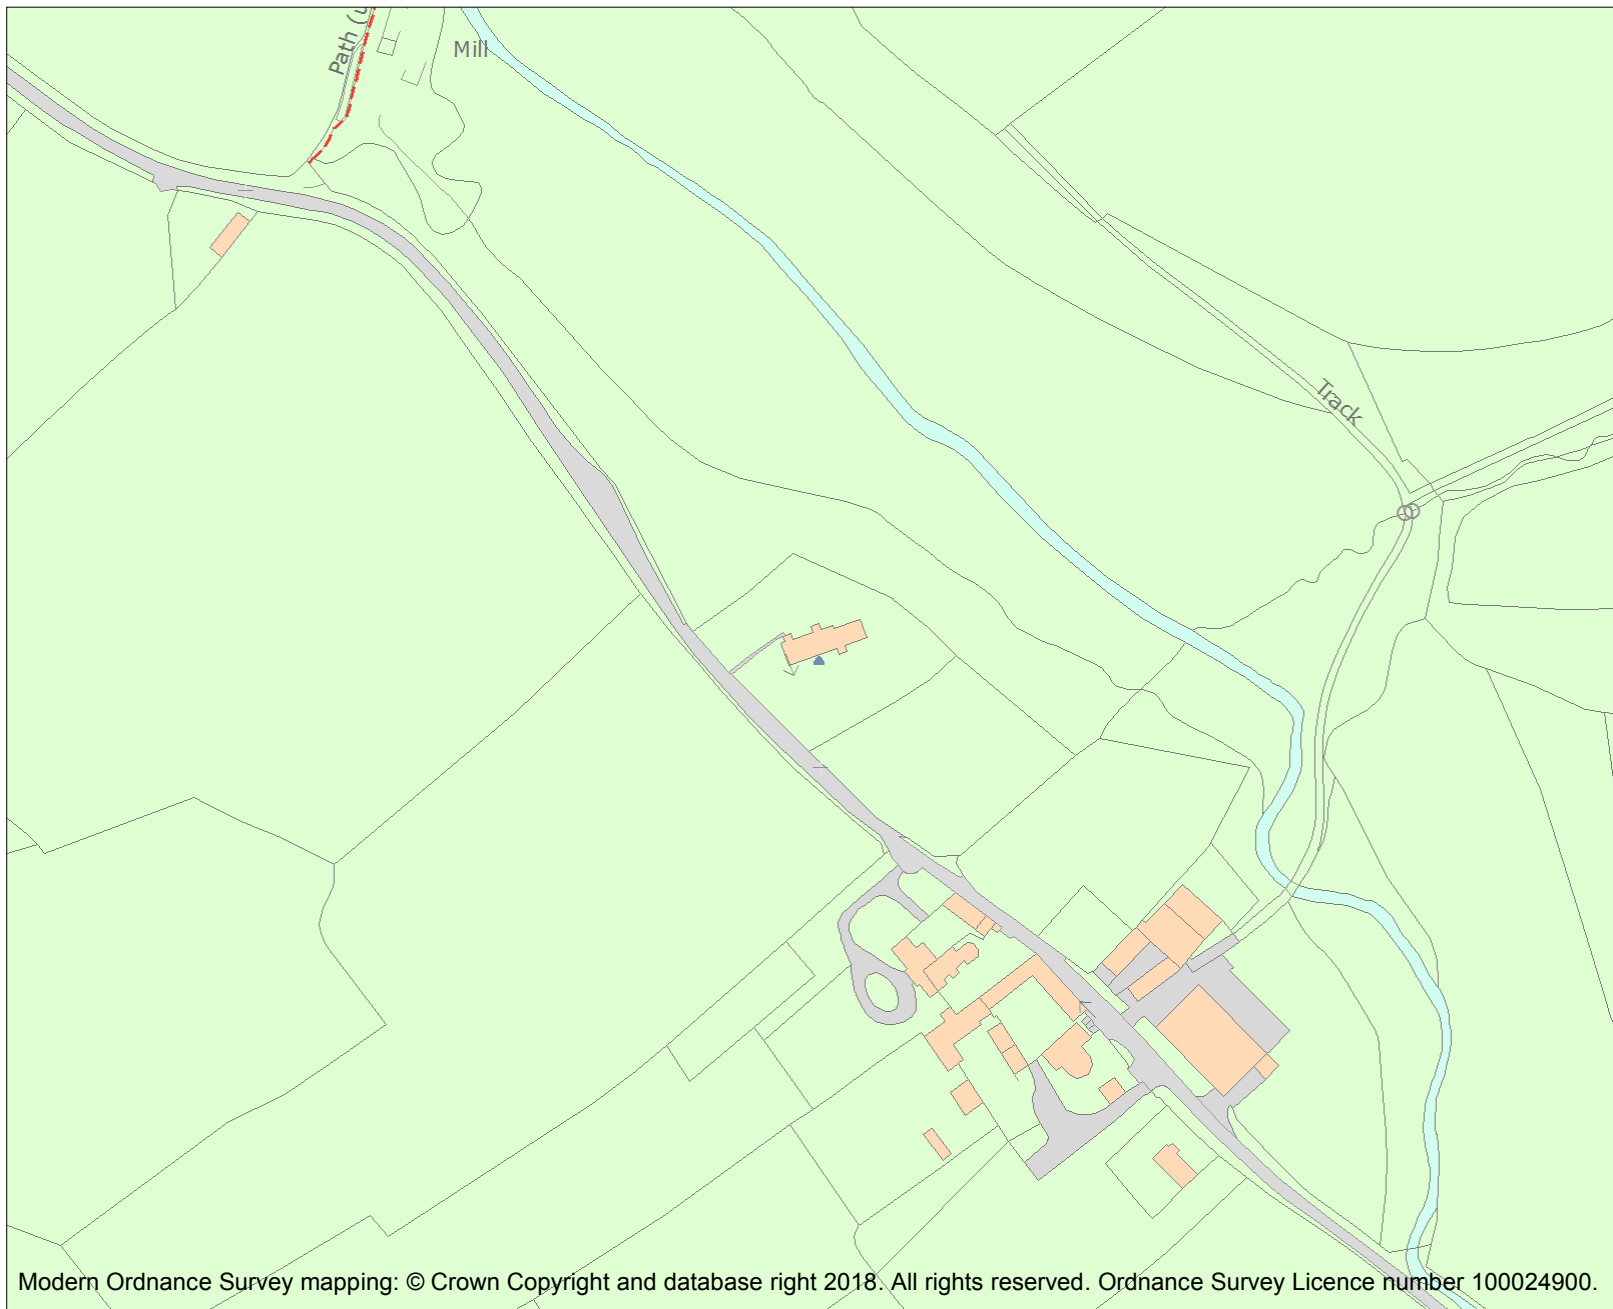 Path (u
Mill
Track
Modern Ordnance Survey mapping: © Crown Copyright and database right 2018. All rights reserved. Ordnance Survey Licence number 100024900.